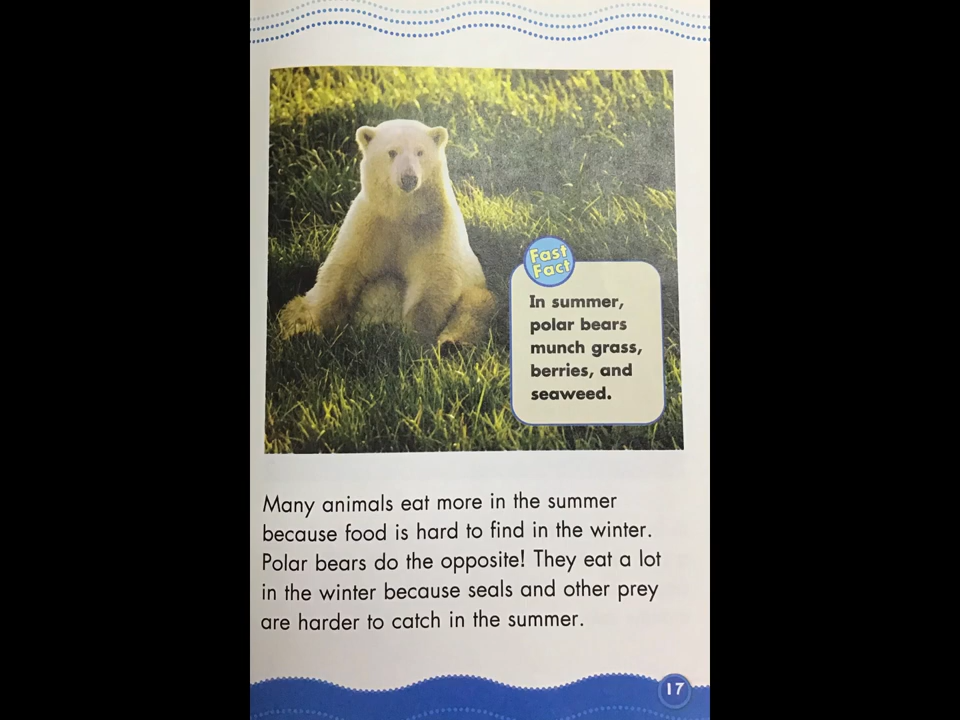 Fast
Fact
In summer,
polar bears
munch grass,
berries, and
seaweed.
Many animals eat more in the summer
because food is hard to find in the winter.
Polar bears do the opposite! They eat a lot
in the winter because seals and other prey
are harder to catch in the summer.
17